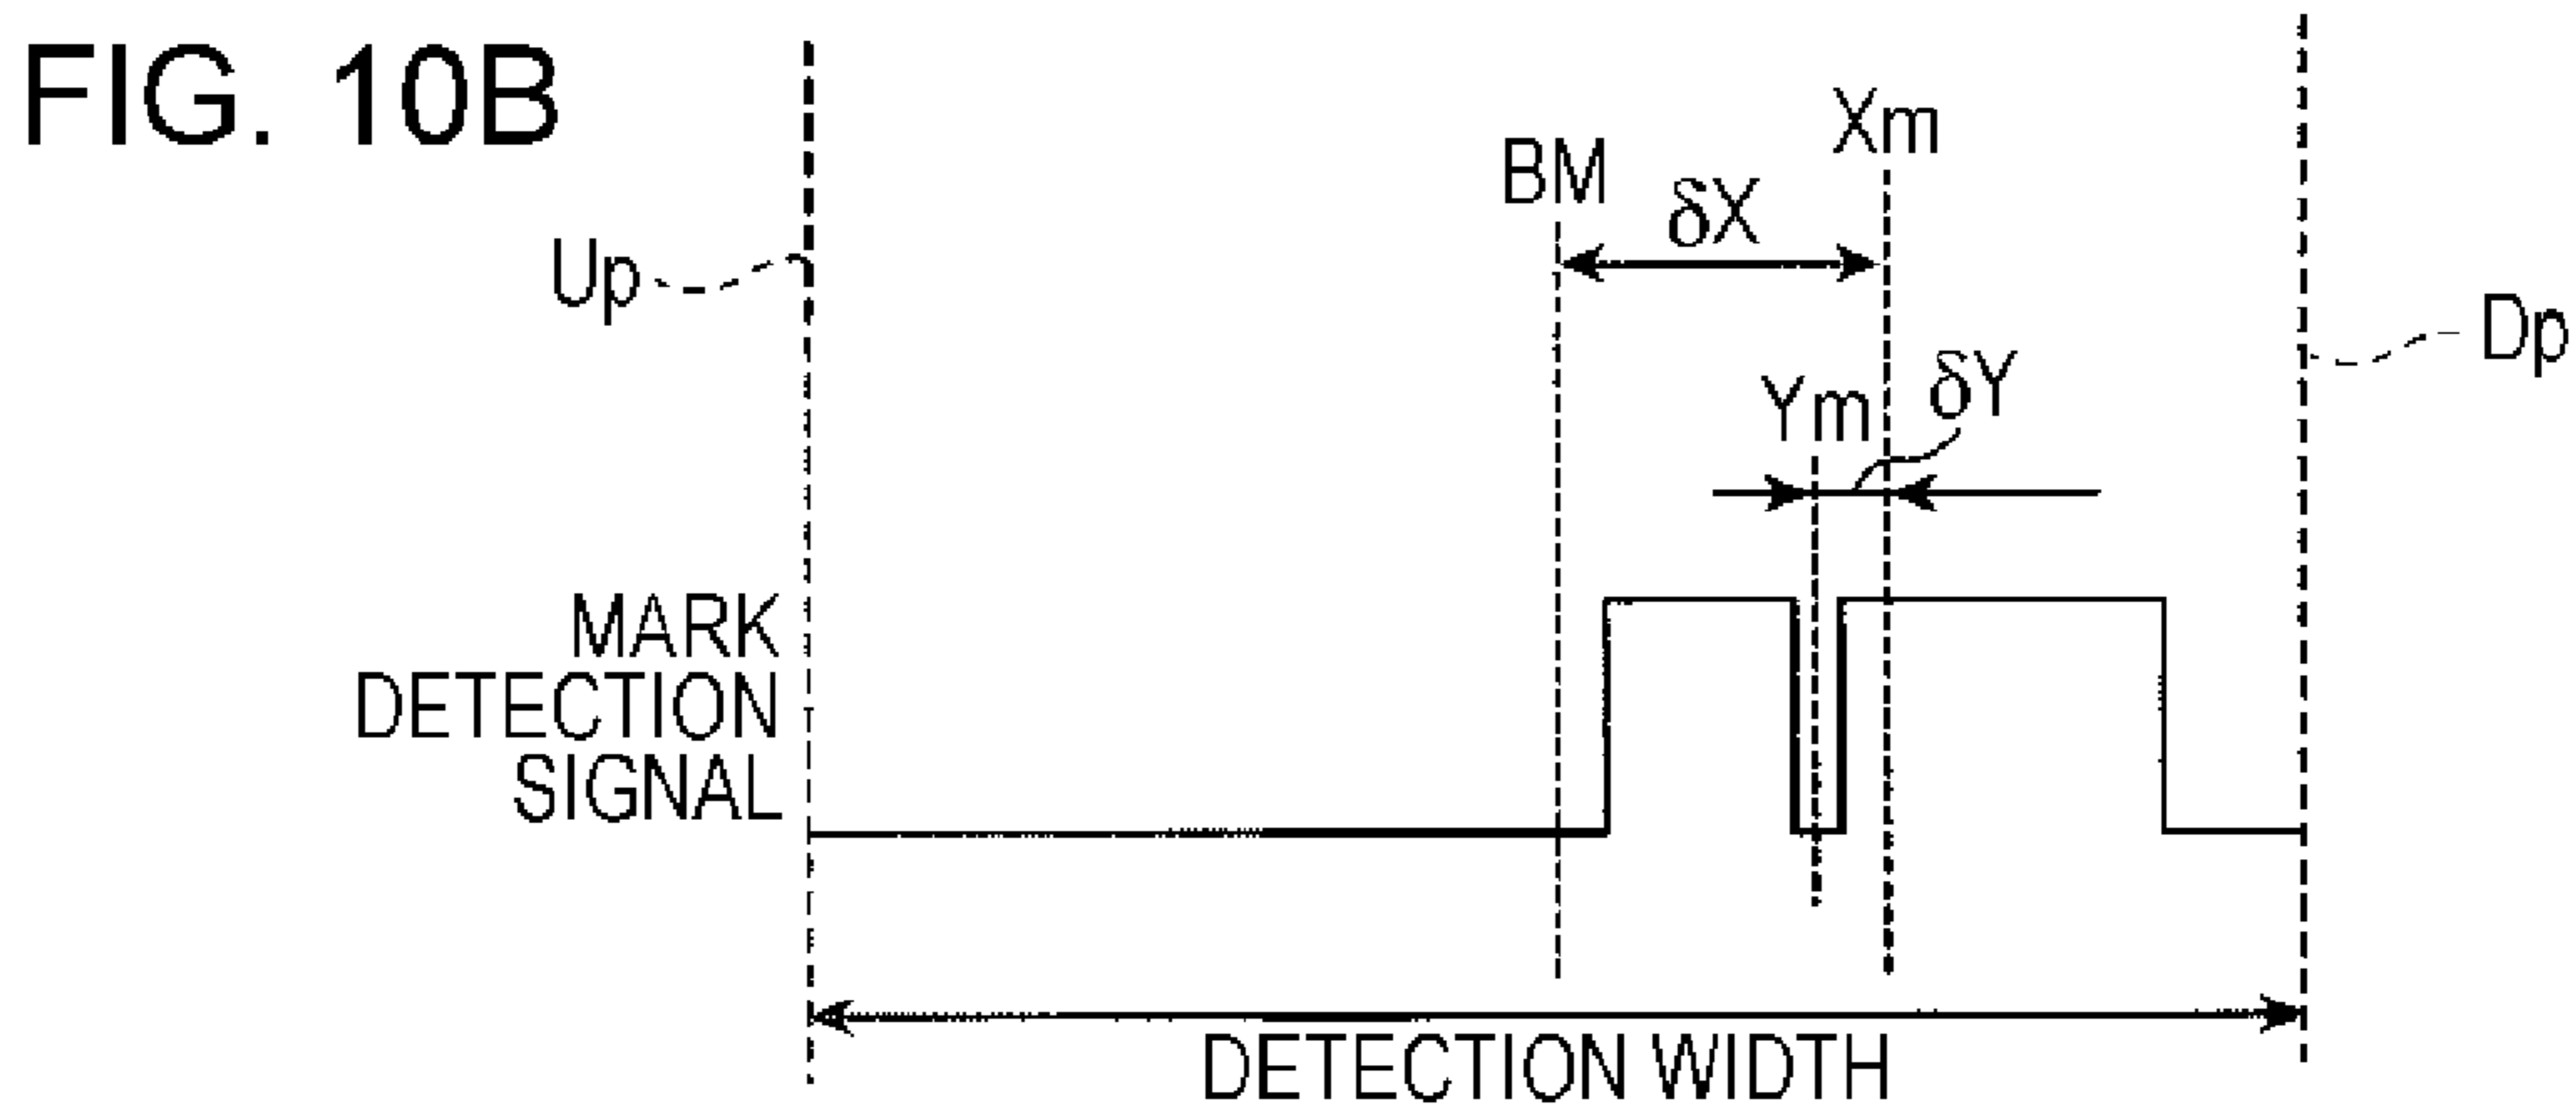 FIG. 10B
Xm
BM
δX
Up
Dp
Ym
δY
MARK
DETECTION
SIGNAL
DETECTION WIDTH